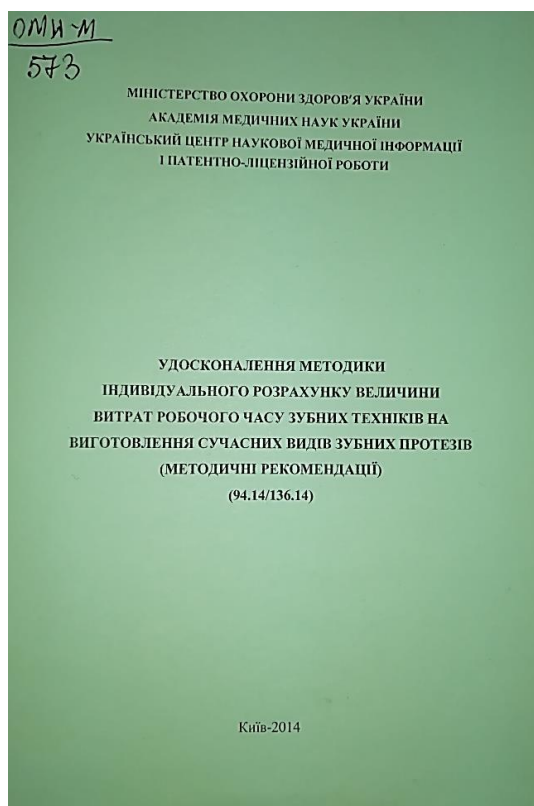 ОМИ-М
573
МІНІСТЕРСТВО ОХОРОНИ ЗДОРОВ'Я УКРАЇНИ
АКАДЕМІЯ МЕДИЧНИХ НАУК УКРАЇНИ
УКРАЇНСЬКИЙ ЦЕНТР НАУКОВОЇ МЕДИЧНОЇ ІНФОРМАЦІЇ
І ПАТЕНТНО-ЛІЦЕНЗІЙНОЇ РОБОТИ
УДОСКОНАЛЕННЯ МЕТОДИКИ
ІНДИВІДУАЛЬНОГО РОЗРАХУНКУ ВЕЛИЧИНИ
ВИТРАТ РОБОЧОГО ЧАСУ ЗУБНИХ ТЕХНІКІВ НА
ВИГОТОВЛЕННЯ СУЧАСНИХ ВИДІВ ЗУБНИХ ПРОТЕЗІВ
(МЕТОДИЧНІ РЕКОМЕНДАЦІЇ)
(94.14/136.14)
Київ-2014